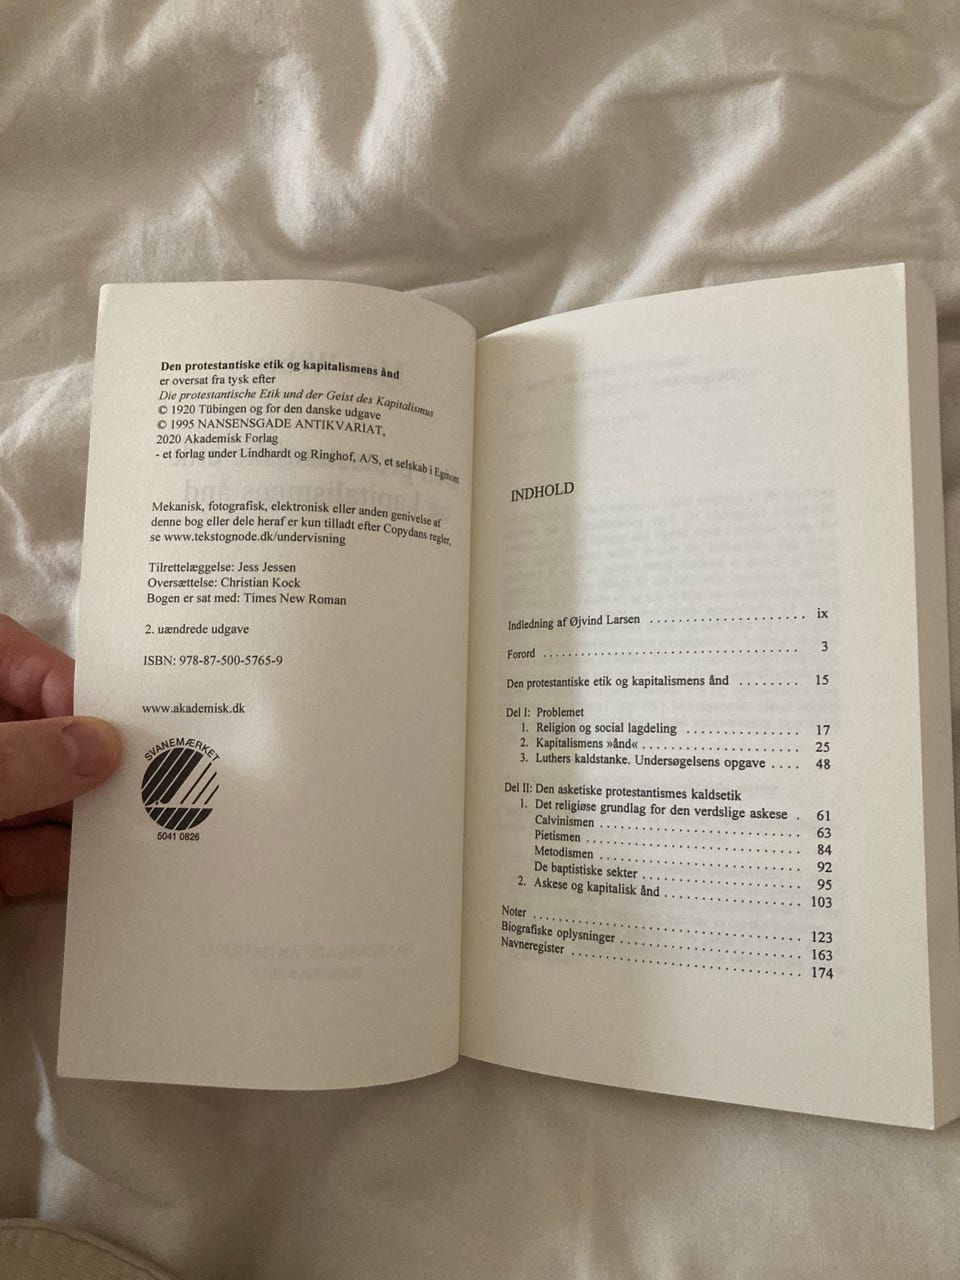 Den protestantiske etik og kapitalismens ånd
er oversat fra tysk efter
Die protestantische Etik und der Geist des Kapitalismus
© 1920 Tübingen og for den danske udgave
© 1995 NANSENSGADE ANTIKVARIAT,
2020 Akademisk Forlag
- et forlag under Lindhardt og Ringhof, A/S, et selskab i Egmont
Mekanisk, fotografisk, elektronisk eller anden gengivelse af
denne bog eller dele heraf er kun tilladt efter Copydans regler,
se www.tekstognode.dk/undervisning
Tilrettelæggelse: Jess Jessen
Oversættelse: Christian Kock
Bogen er sat med: Times New Roman
2. uændrede udgave
ISBN: 978-87-500-5765-9
www.akademisk.dk
SVANEMÆRKET
5041 0826
INDHOLD
Indledning af Øjvind Larsen ..................... ix
Forord ................................... 3
Den protestantiske etik og kapitalismens ånd ........ 15
Del I: Problemet
1. Religion og social lagdeling ................ 17
2. Kapitalismens »ånd« ...................... 25
3. Luthers kaldstanke. Undersøgelsens opgave .... 48
Del II: Den asketiske protestantismes kaldsetik
1. Det religiøse grundlag for den verdslige askese . 61
Calvinismen ............................ 63
Pietismen .............................. 84
Metodismen ............................ 92
De baptistiske sekter ...................... 95
2. Askese og kapitalisk ånd ................... 103
Noter ..................................... 123
Biografiske oplysninger ........................ 163
Navneregister ............................... 174